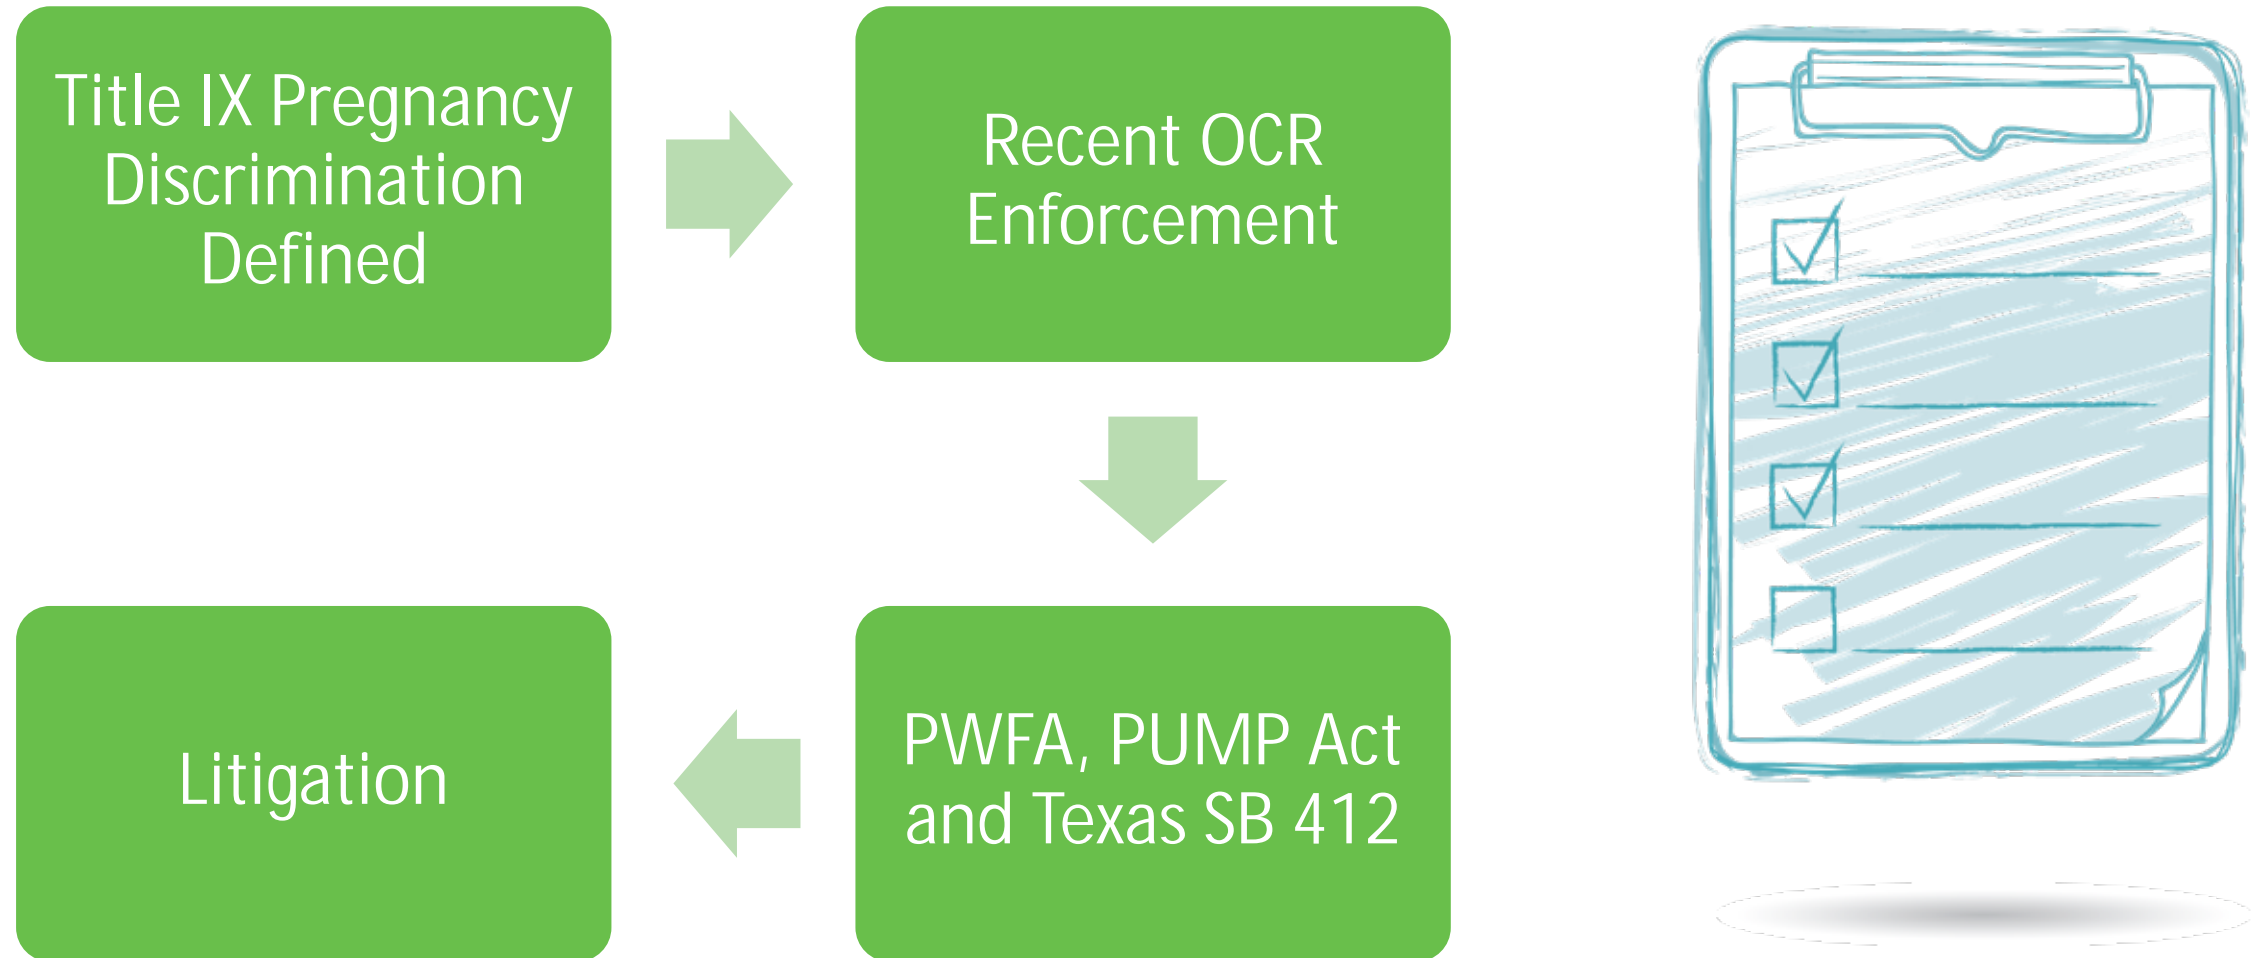 Title IX Pregnancy
Discrimination
Defined
Recent OCR
Enforcement
PWFA, PUMP Act
and Texas SB 412
Litigation